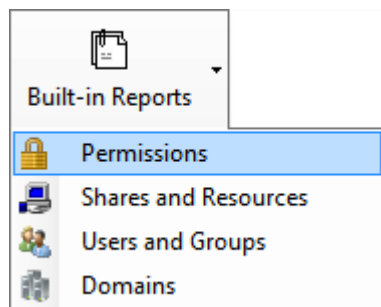 Built-in Reports
Permissions
Shares and Resources
Users and Groups
Domains